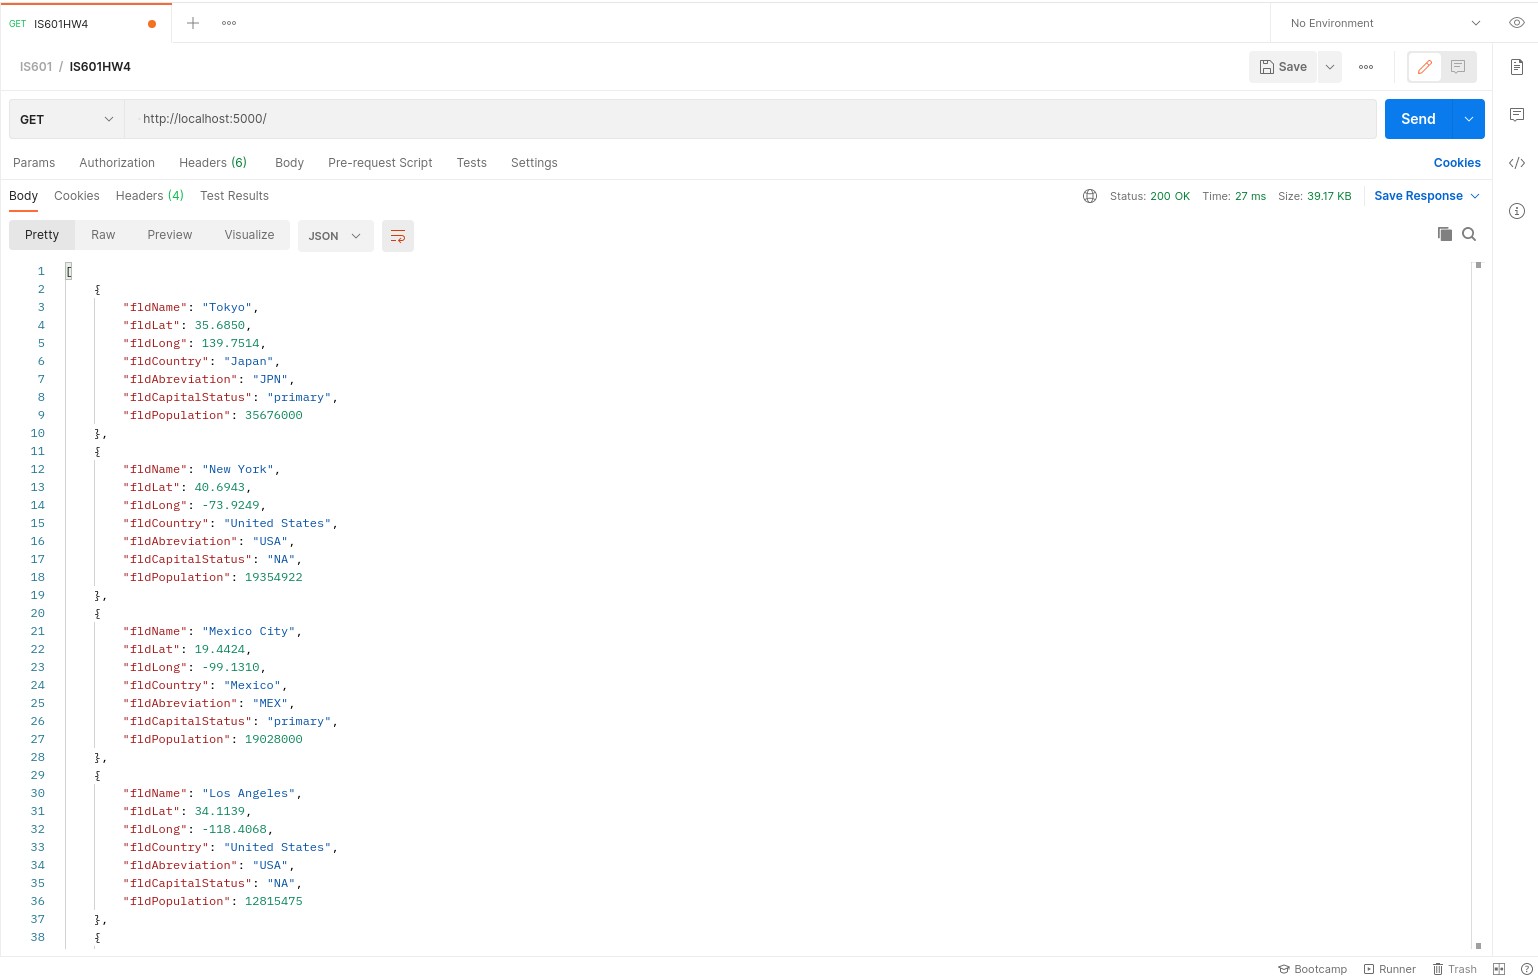 GET IS601HW4
No Environment
IS601 / IS601HW4
Save
GET http://localhost:5000/ Send
Params Authorization Headers (6) Body Pre-request Script Tests Settings Cookies
Body Cookies Headers (4) Test Results Status: 200 OK Time: 27 ms Size: 39.17 KB Save Response
Pretty Raw Preview Visualize JSON
1 [
2 {
3 "fldName": "Tokyo",
4 "fldLat": 35.6850,
5 "fldLong": 139.7514,
6 "fldCountry": "Japan",
7 "fldAbreviation": "JPN",
8 "fldCapitalStatus": "primary",
9 "fldPopulation": 35676000
10 },
11 {
12 "fldName": "New York",
13 "fldLat": 40.6943,
14 "fldLong": -73.9249,
15 "fldCountry": "United States",
16 "fldAbreviation": "USA",
17 "fldCapitalStatus": "NA",
18 "fldPopulation": 19354922
19 },
20 {
21 "fldName": "Mexico City",
22 "fldLat": 19.4424,
23 "fldLong": -99.1310,
24 "fldCountry": "Mexico",
25 "fldAbreviation": "MEX",
26 "fldCapitalStatus": "primary",
27 "fldPopulation": 19028000
28 },
29 {
30 "fldName": "Los Angeles",
31 "fldLat": 34.1139,
32 "fldLong": -118.4068,
33 "fldCountry": "United States",
34 "fldAbreviation": "USA",
35 "fldCapitalStatus": "NA",
36 "fldPopulation": 12815475
37 },
38 {
Bootcamp Runner Trash